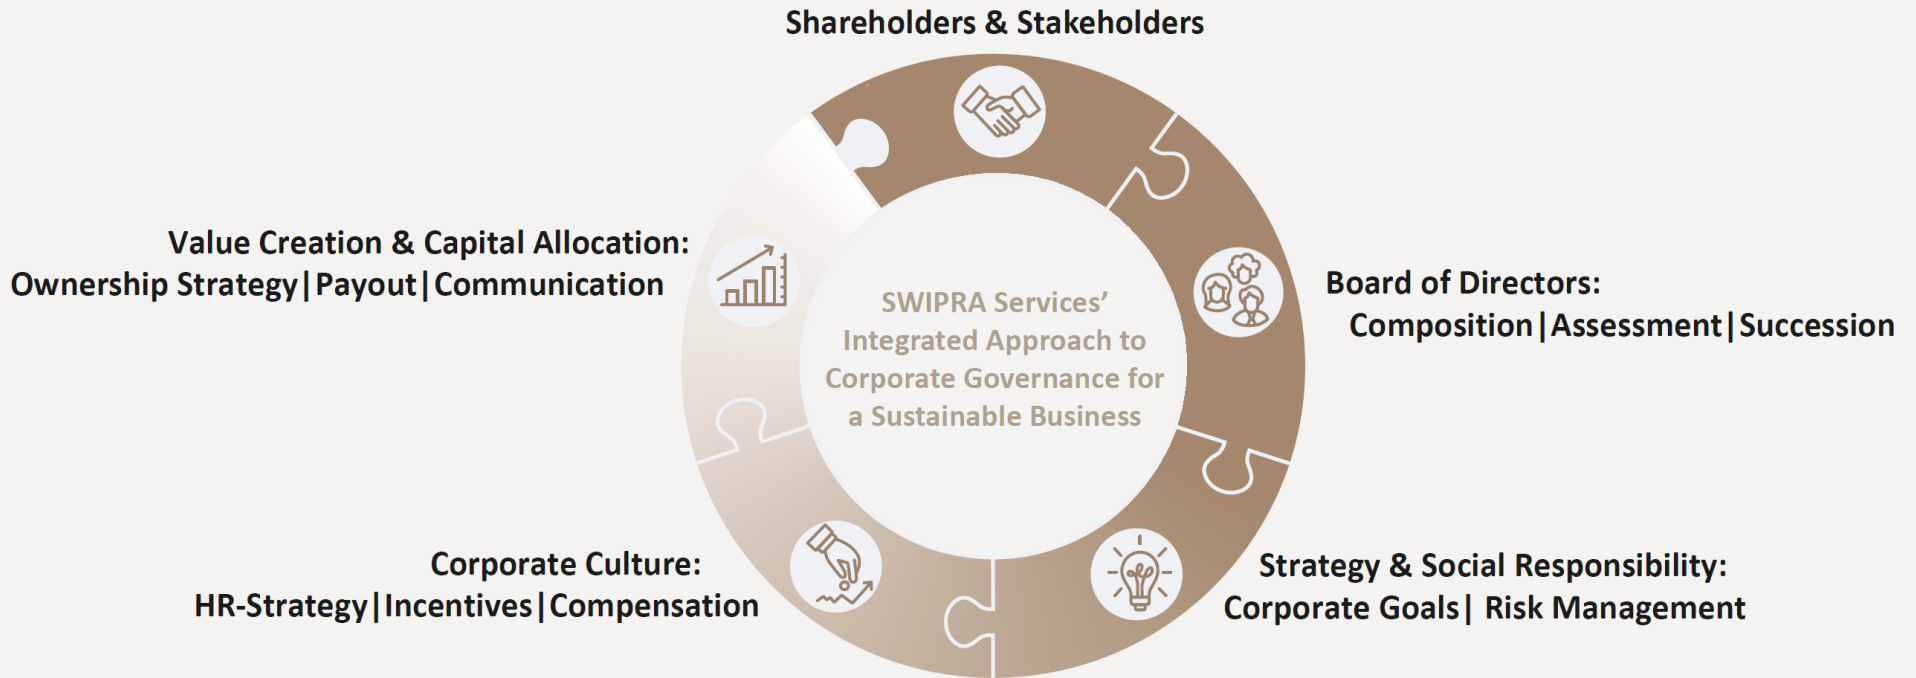 Shareholders & Stakeholders
Value Creation & Capital Allocation:
Ownership Strategy|Payout|Communication
SWIPRA Services’
Integrated Approach to
Corporate Governance for
a Sustainable Business
Board of Directors:
Composition|Assessment|Succession
Corporate Culture:
HR-Strategy|Incentives|Compensation
Strategy & Social Responsibility:
Corporate Goals| Risk Management